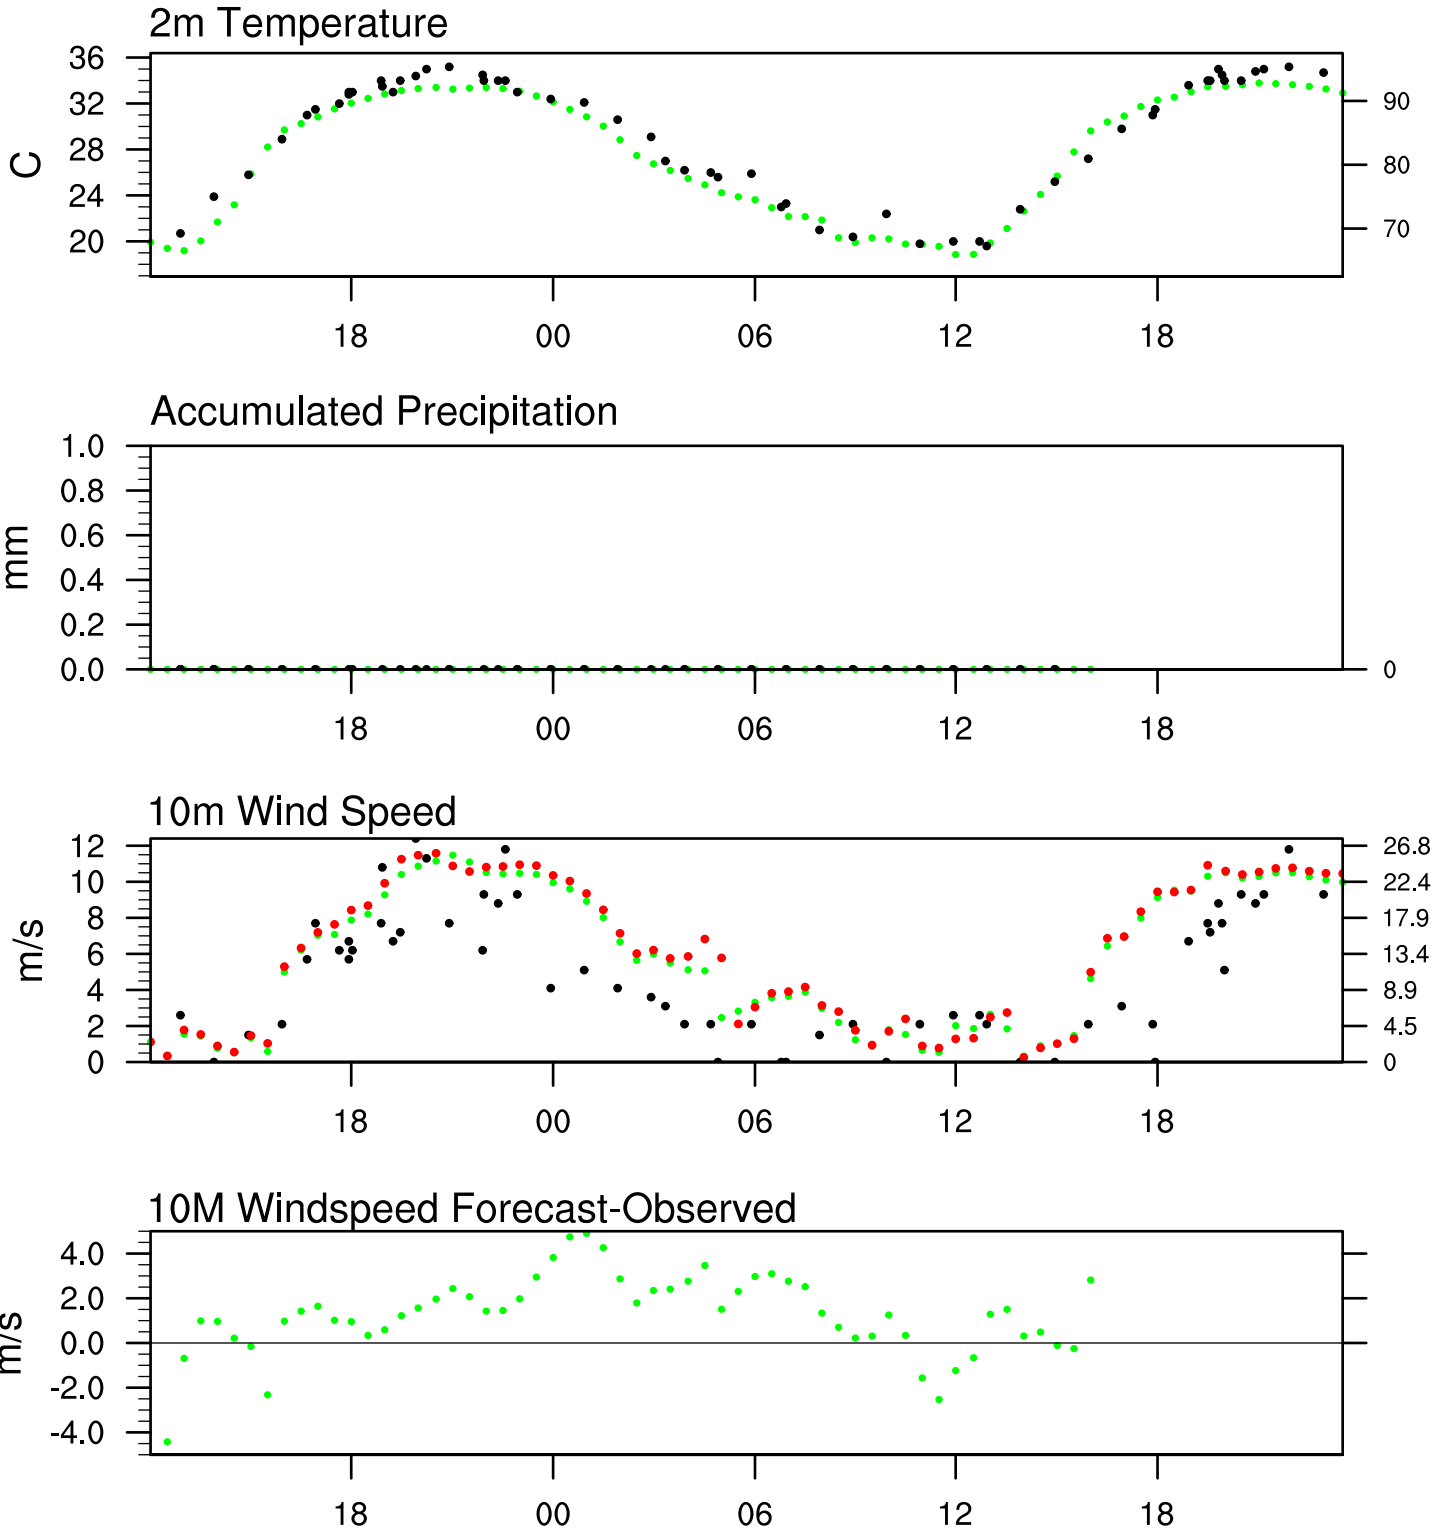 2m Temperature
36
32
28
24
20
C
90
80
70
18 00 06 12 18
Accumulated Precipitation
1.0
0.8
0.6
0.4
0.2
0.0
mm
0
18 00 06 12 18
10m Wind Speed
12
10
8
6
4
2
0
m/s
26.8
22.4
17.9
13.4
8.9
4.5
0
18 00 06 12 18
10M Windspeed Forecast-Observed
4.0
2.0
0.0
-2.0
-4.0
m/s
18 00 06 12 18